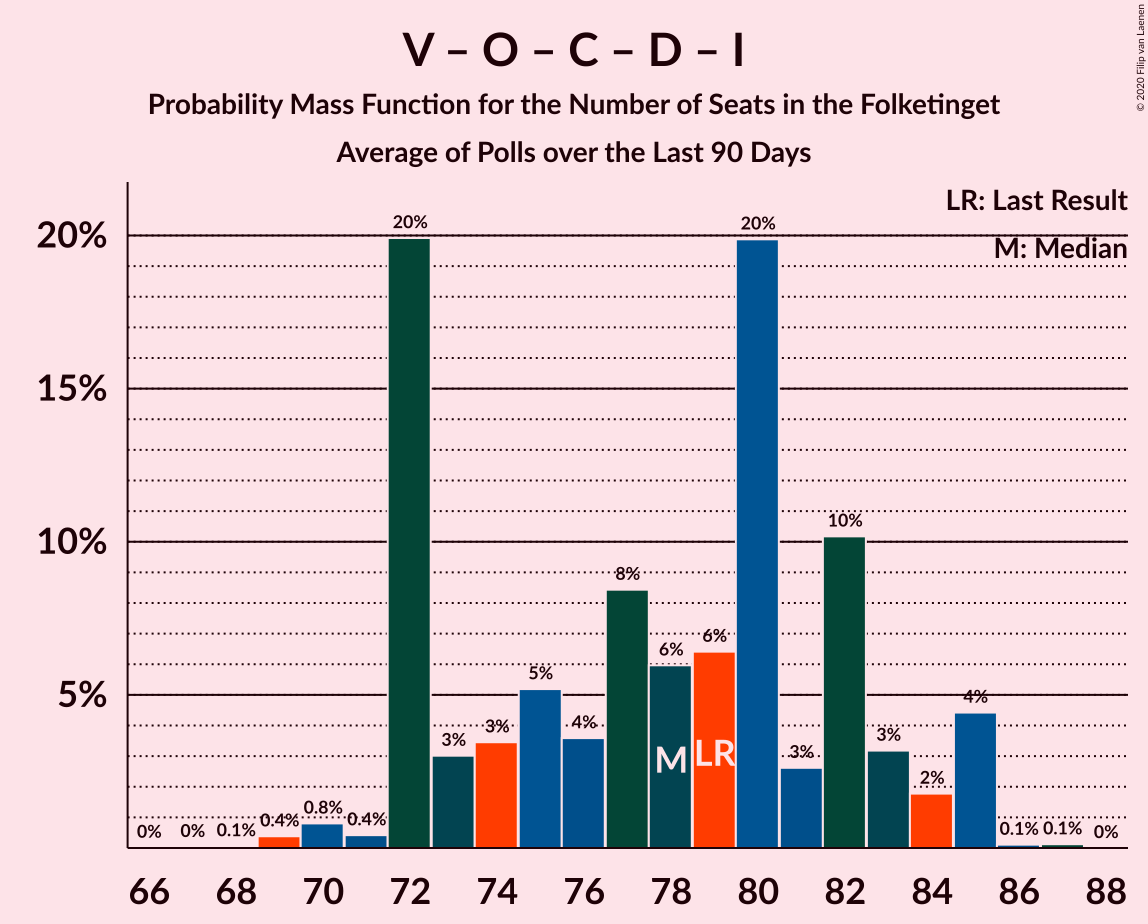 V – O – C – D – I
Probability Mass Function for the Number of Seats in the Folketinget
Average of Polls over the Last 90 Days
© 2020 Filip van Laenen
LR: Last Result
M: Median
20%
15%
10%
5%
0% 0% 0.1% 0.4% 0.8% 0.4% 20% 3% 3% 5% 4% 8% 6% 6% 20% 3% 10% 3% 2% 4% 0.1% 0.1% 0%
M LR
66 68 70 72 74 76 78 80 82 84 86 88